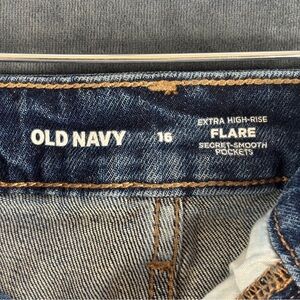 OLD NAVY
16
EXTRA HIGH-RISE
FLARE
SECRET-SMOOTH
POCKETS